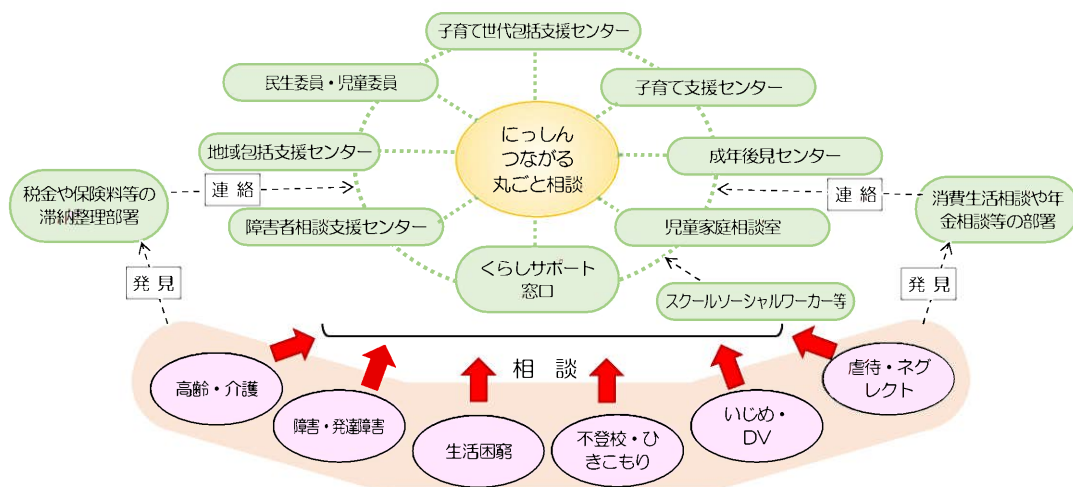 子育て世代包括支援センター
民生委員・児童委員
子育て支援センター
にっしん
つながる
丸ごと相談
地域包括支援センター
成年後見センター
税金や保険料等の
滞納整理部署
連絡
連絡
消費生活相談や年
金相談等の部署
障害者相談支援センター
児童家庭相談室
くらしサポート
窓口
発見
発見
スクールソーシャルワーカー等
相談
高齢・介護
障害・発達障害
生活困窮
不登校・ひ
きこもり
いじめ・
DV
虐待・ネグ
レクト